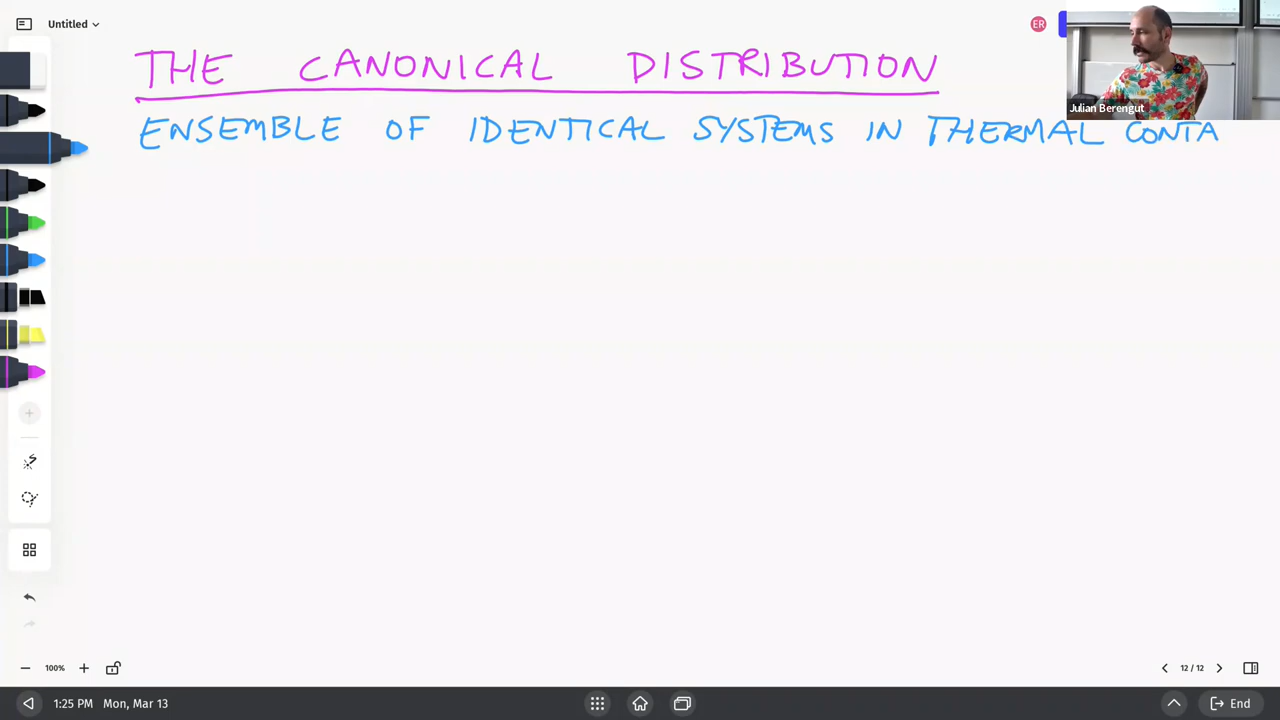 Untitled
ER
THE CANONICAL DISTRIBUTION
Julian Berengut
ENSEMBLE OF IDENTICAL SYSTEMS IN THERMAL CONTA
100%
12 / 12
1:25 PM Mon, Mar 13
End